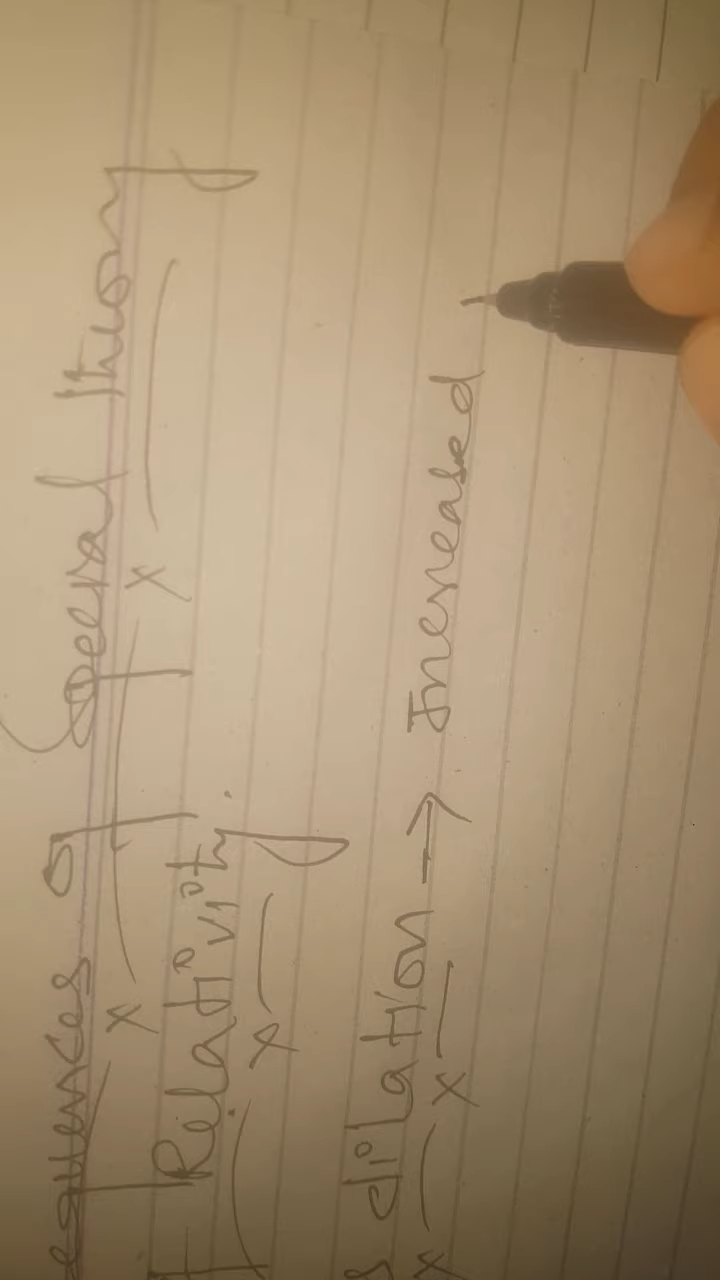 equences of Special theory
Relativity.
dilation → Increased